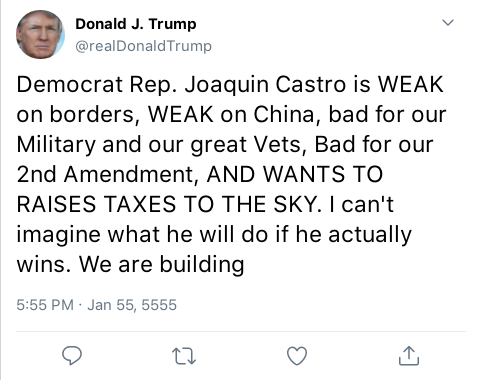 Donald J. Trump
@realDonaldTrump
Democrat Rep. Joaquin Castro is WEAK
on borders, WEAK on China, bad for our
Military and our great Vets, Bad for our
2nd Amendment, AND WANTS TO
RAISES TAXES TO THE SKY. I can't
imagine what he will do if he actually
wins. We are building
5:55 PM · Jan 55, 5555